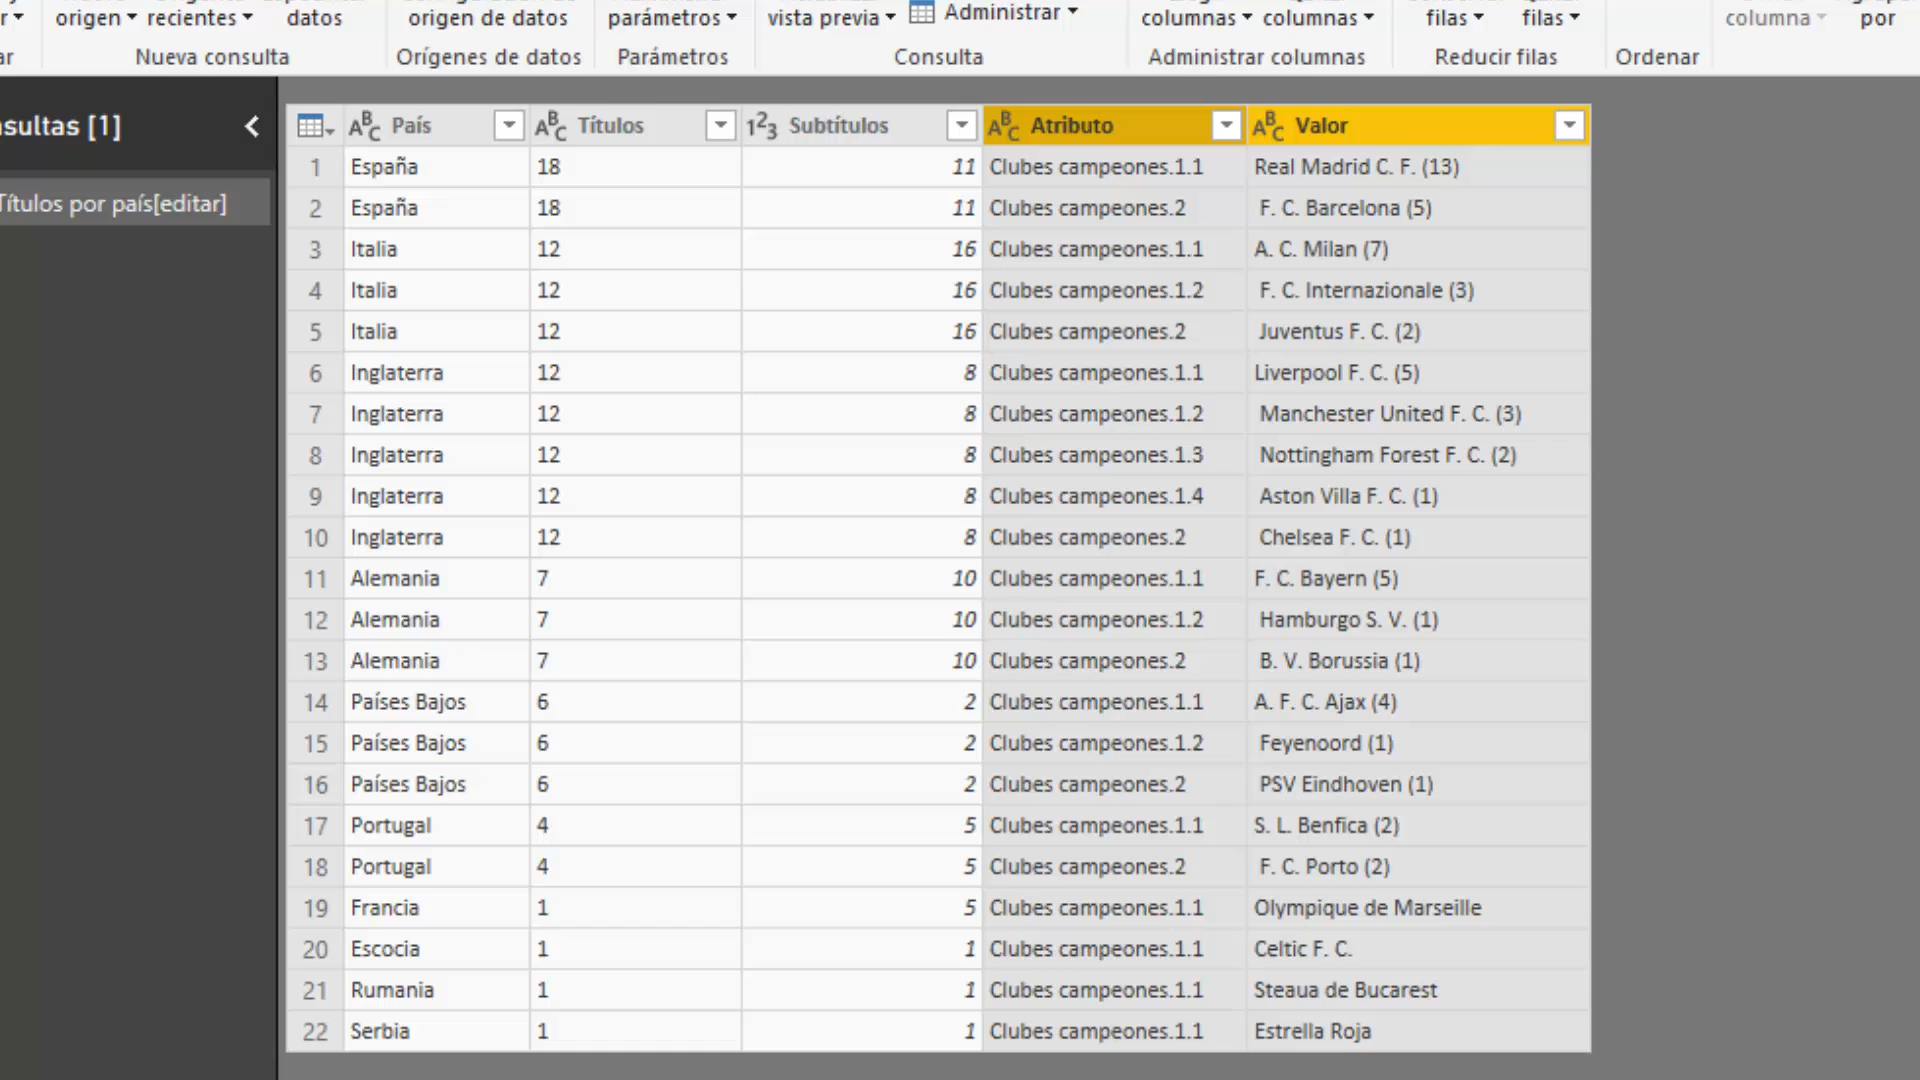 origen recientes datos origen de datos parámetros vista previa Administrar columnas columnas filas filas columna por
Nueva consulta Orígenes de datos Parámetros Consulta Administrar columnas Reducir filas Ordenar
sultas [1]
Títulos por país[editar]
País Títulos Subtítulos Atributo Valor
1 España 18 11 Clubes campeones.1.1 Real Madrid C. F. (13)
2 España 18 11 Clubes campeones.2 F. C. Barcelona (5)
3 Italia 12 16 Clubes campeones.1.1 A. C. Milan (7)
4 Italia 12 16 Clubes campeones.1.2 F. C. Internazionale (3)
5 Italia 12 16 Clubes campeones.2 Juventus F. C. (2)
6 Inglaterra 12 8 Clubes campeones.1.1 Liverpool F. C. (5)
7 Inglaterra 12 8 Clubes campeones.1.2 Manchester United F. C. (3)
8 Inglaterra 12 8 Clubes campeones.1.3 Nottingham Forest F. C. (2)
9 Inglaterra 12 8 Clubes campeones.1.4 Aston Villa F. C. (1)
10 Inglaterra 12 8 Clubes campeones.2 Chelsea F. C. (1)
11 Alemania 7 10 Clubes campeones.1.1 F. C. Bayern (5)
12 Alemania 7 10 Clubes campeones.1.2 Hamburgo S. V. (1)
13 Alemania 7 10 Clubes campeones.2 B. V. Borussia (1)
14 Países Bajos 6 2 Clubes campeones.1.1 A. F. C. Ajax (4)
15 Países Bajos 6 2 Clubes campeones.1.2 Feyenoord (1)
16 Países Bajos 6 2 Clubes campeones.2 PSV Eindhoven (1)
17 Portugal 4 5 Clubes campeones.1.1 S. L. Benfica (2)
18 Portugal 4 5 Clubes campeones.2 F. C. Porto (2)
19 Francia 1 5 Clubes campeones.1.1 Olympique de Marseille
20 Escocia 1 1 Clubes campeones.1.1 Celtic F. C.
21 Rumania 1 1 Clubes campeones.1.1 Steaua de Bucarest
22 Serbia 1 1 Clubes campeones.1.1 Estrella Roja